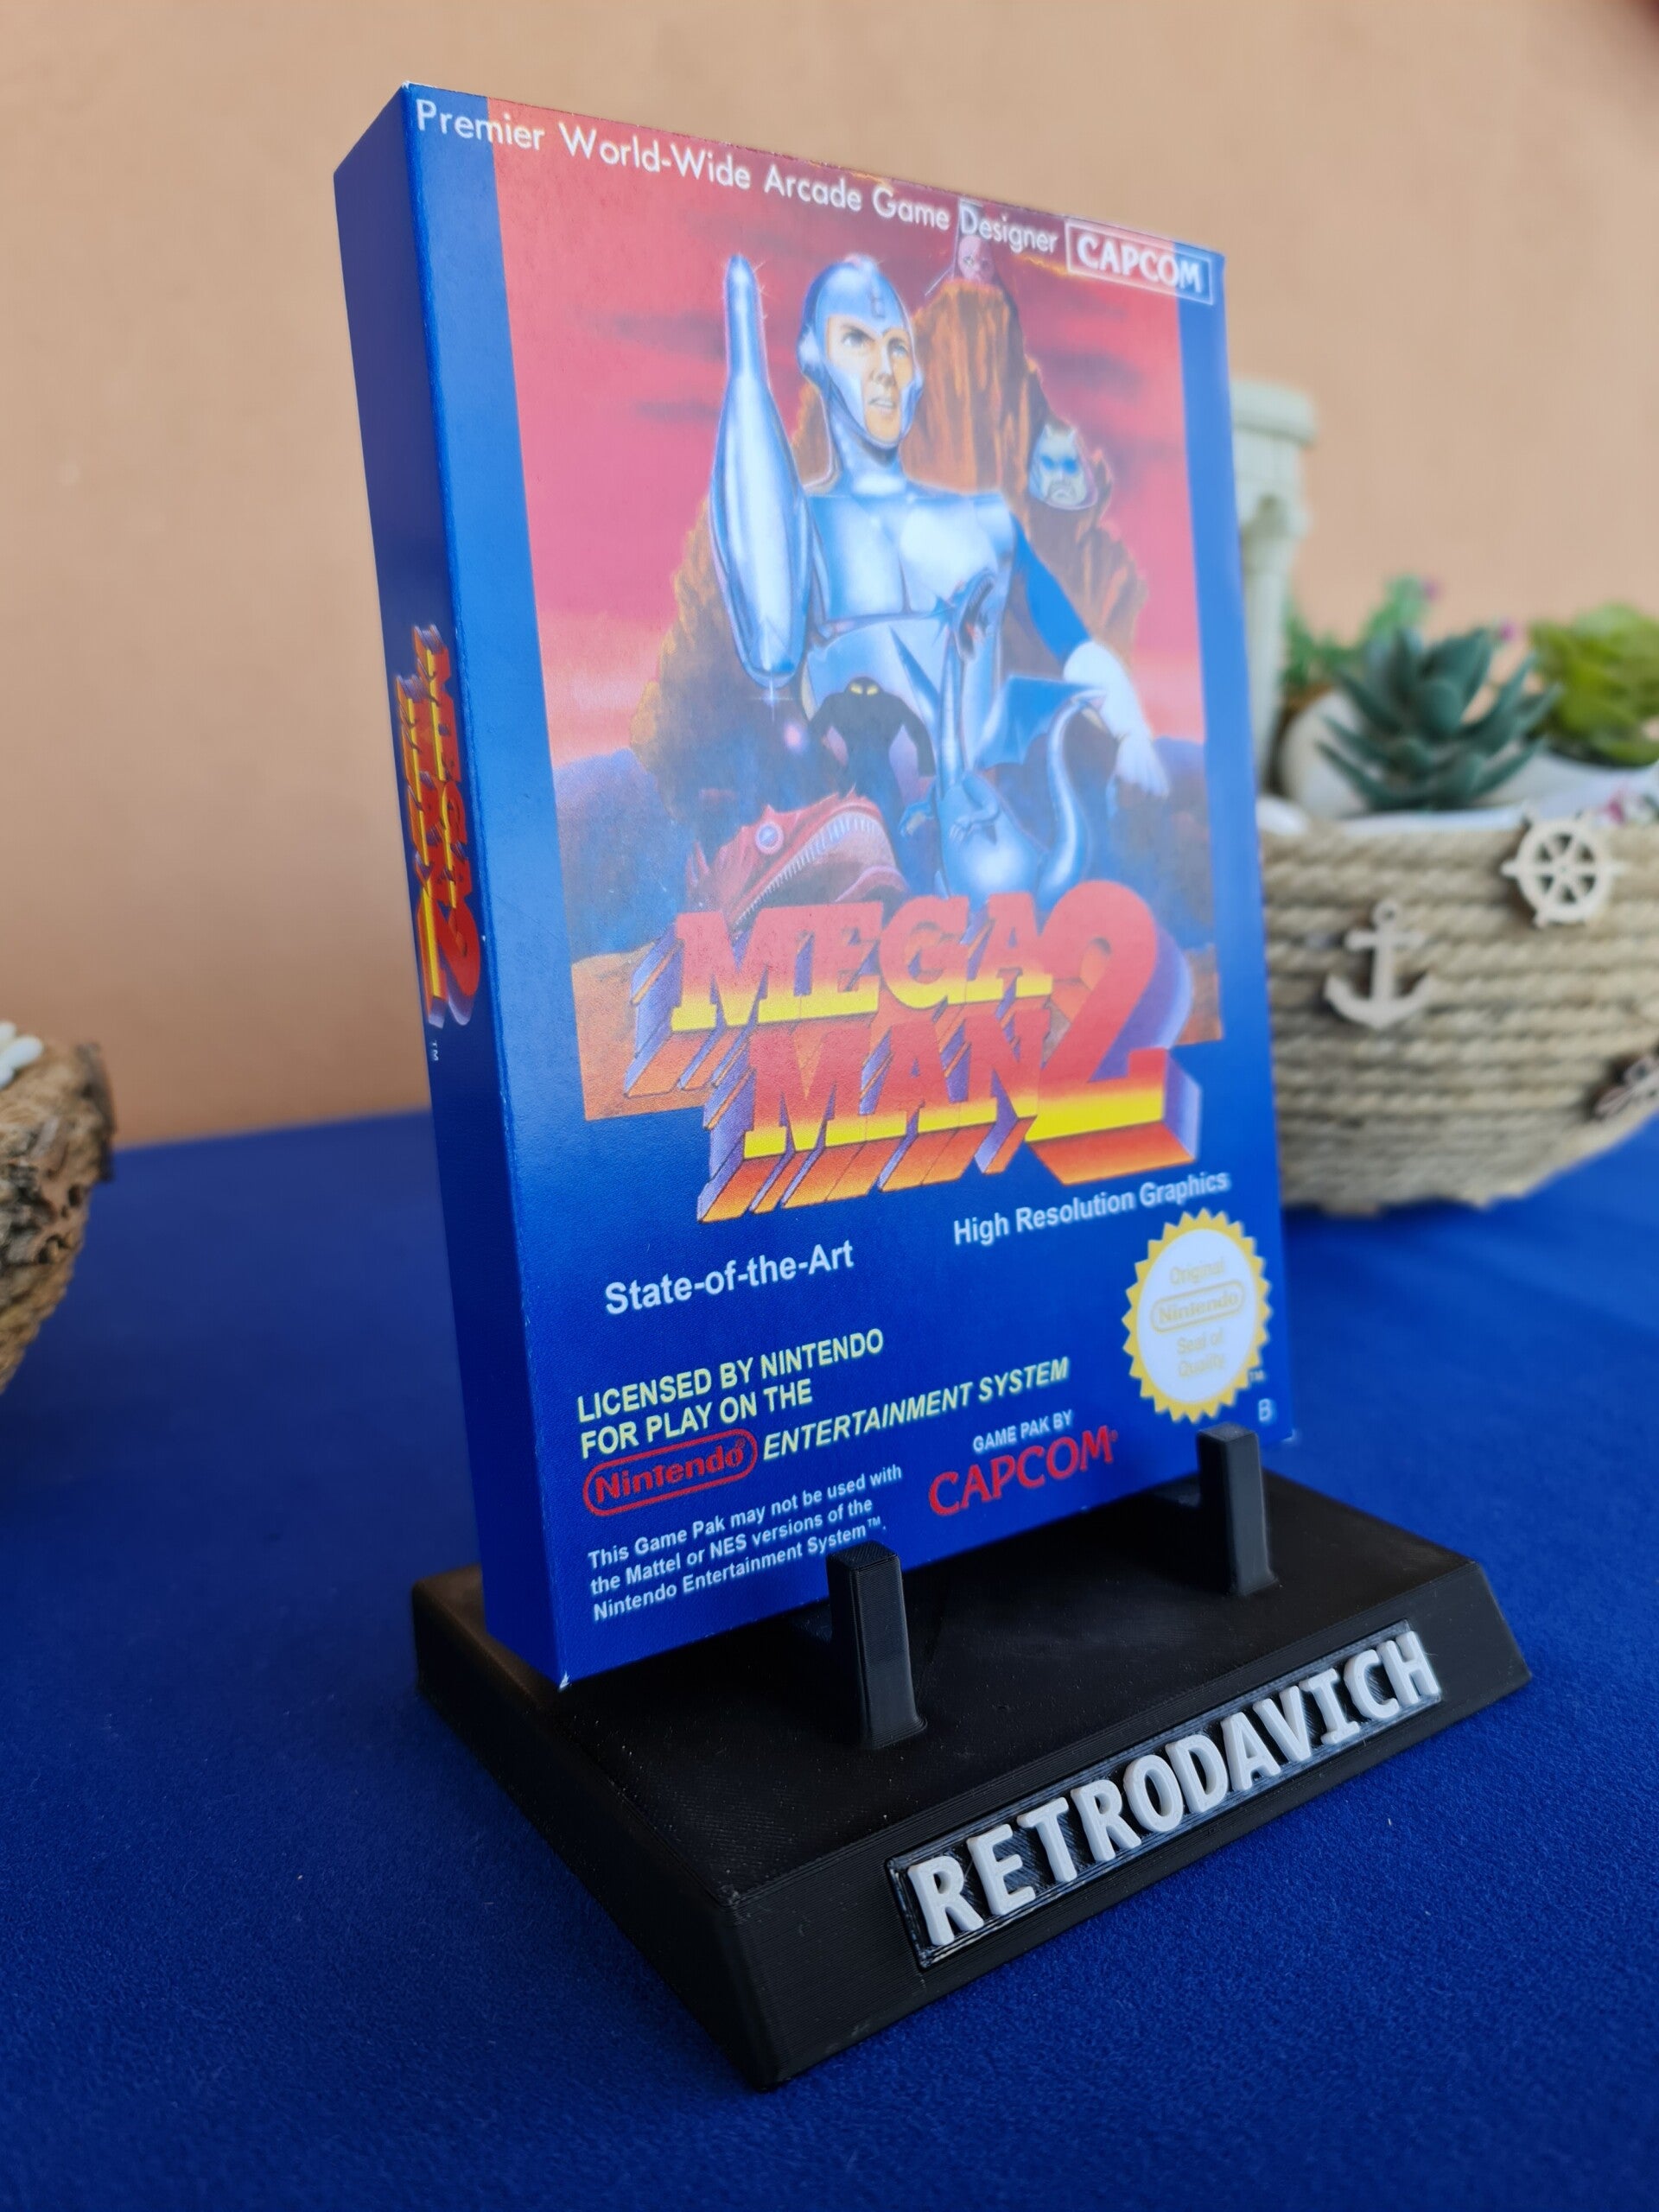 Premier World-Wide Arcade Game Designer CAPCOM
MEGA
MAN 2
MEGA
MAN 2
State-of-the-Art
High Resolution Graphics
Original
Nintendo
Seal of
Quality
TM
B
LICENSED BY NINTENDO
FOR PLAY ON THE
Nintendo® ENTERTAINMENT SYSTEM
GAME PAK BY
CAPCOM®
This Game Pak may not be used with
the Mattel or NES versions of the
Nintendo Entertainment System™.
RETRODAVICH